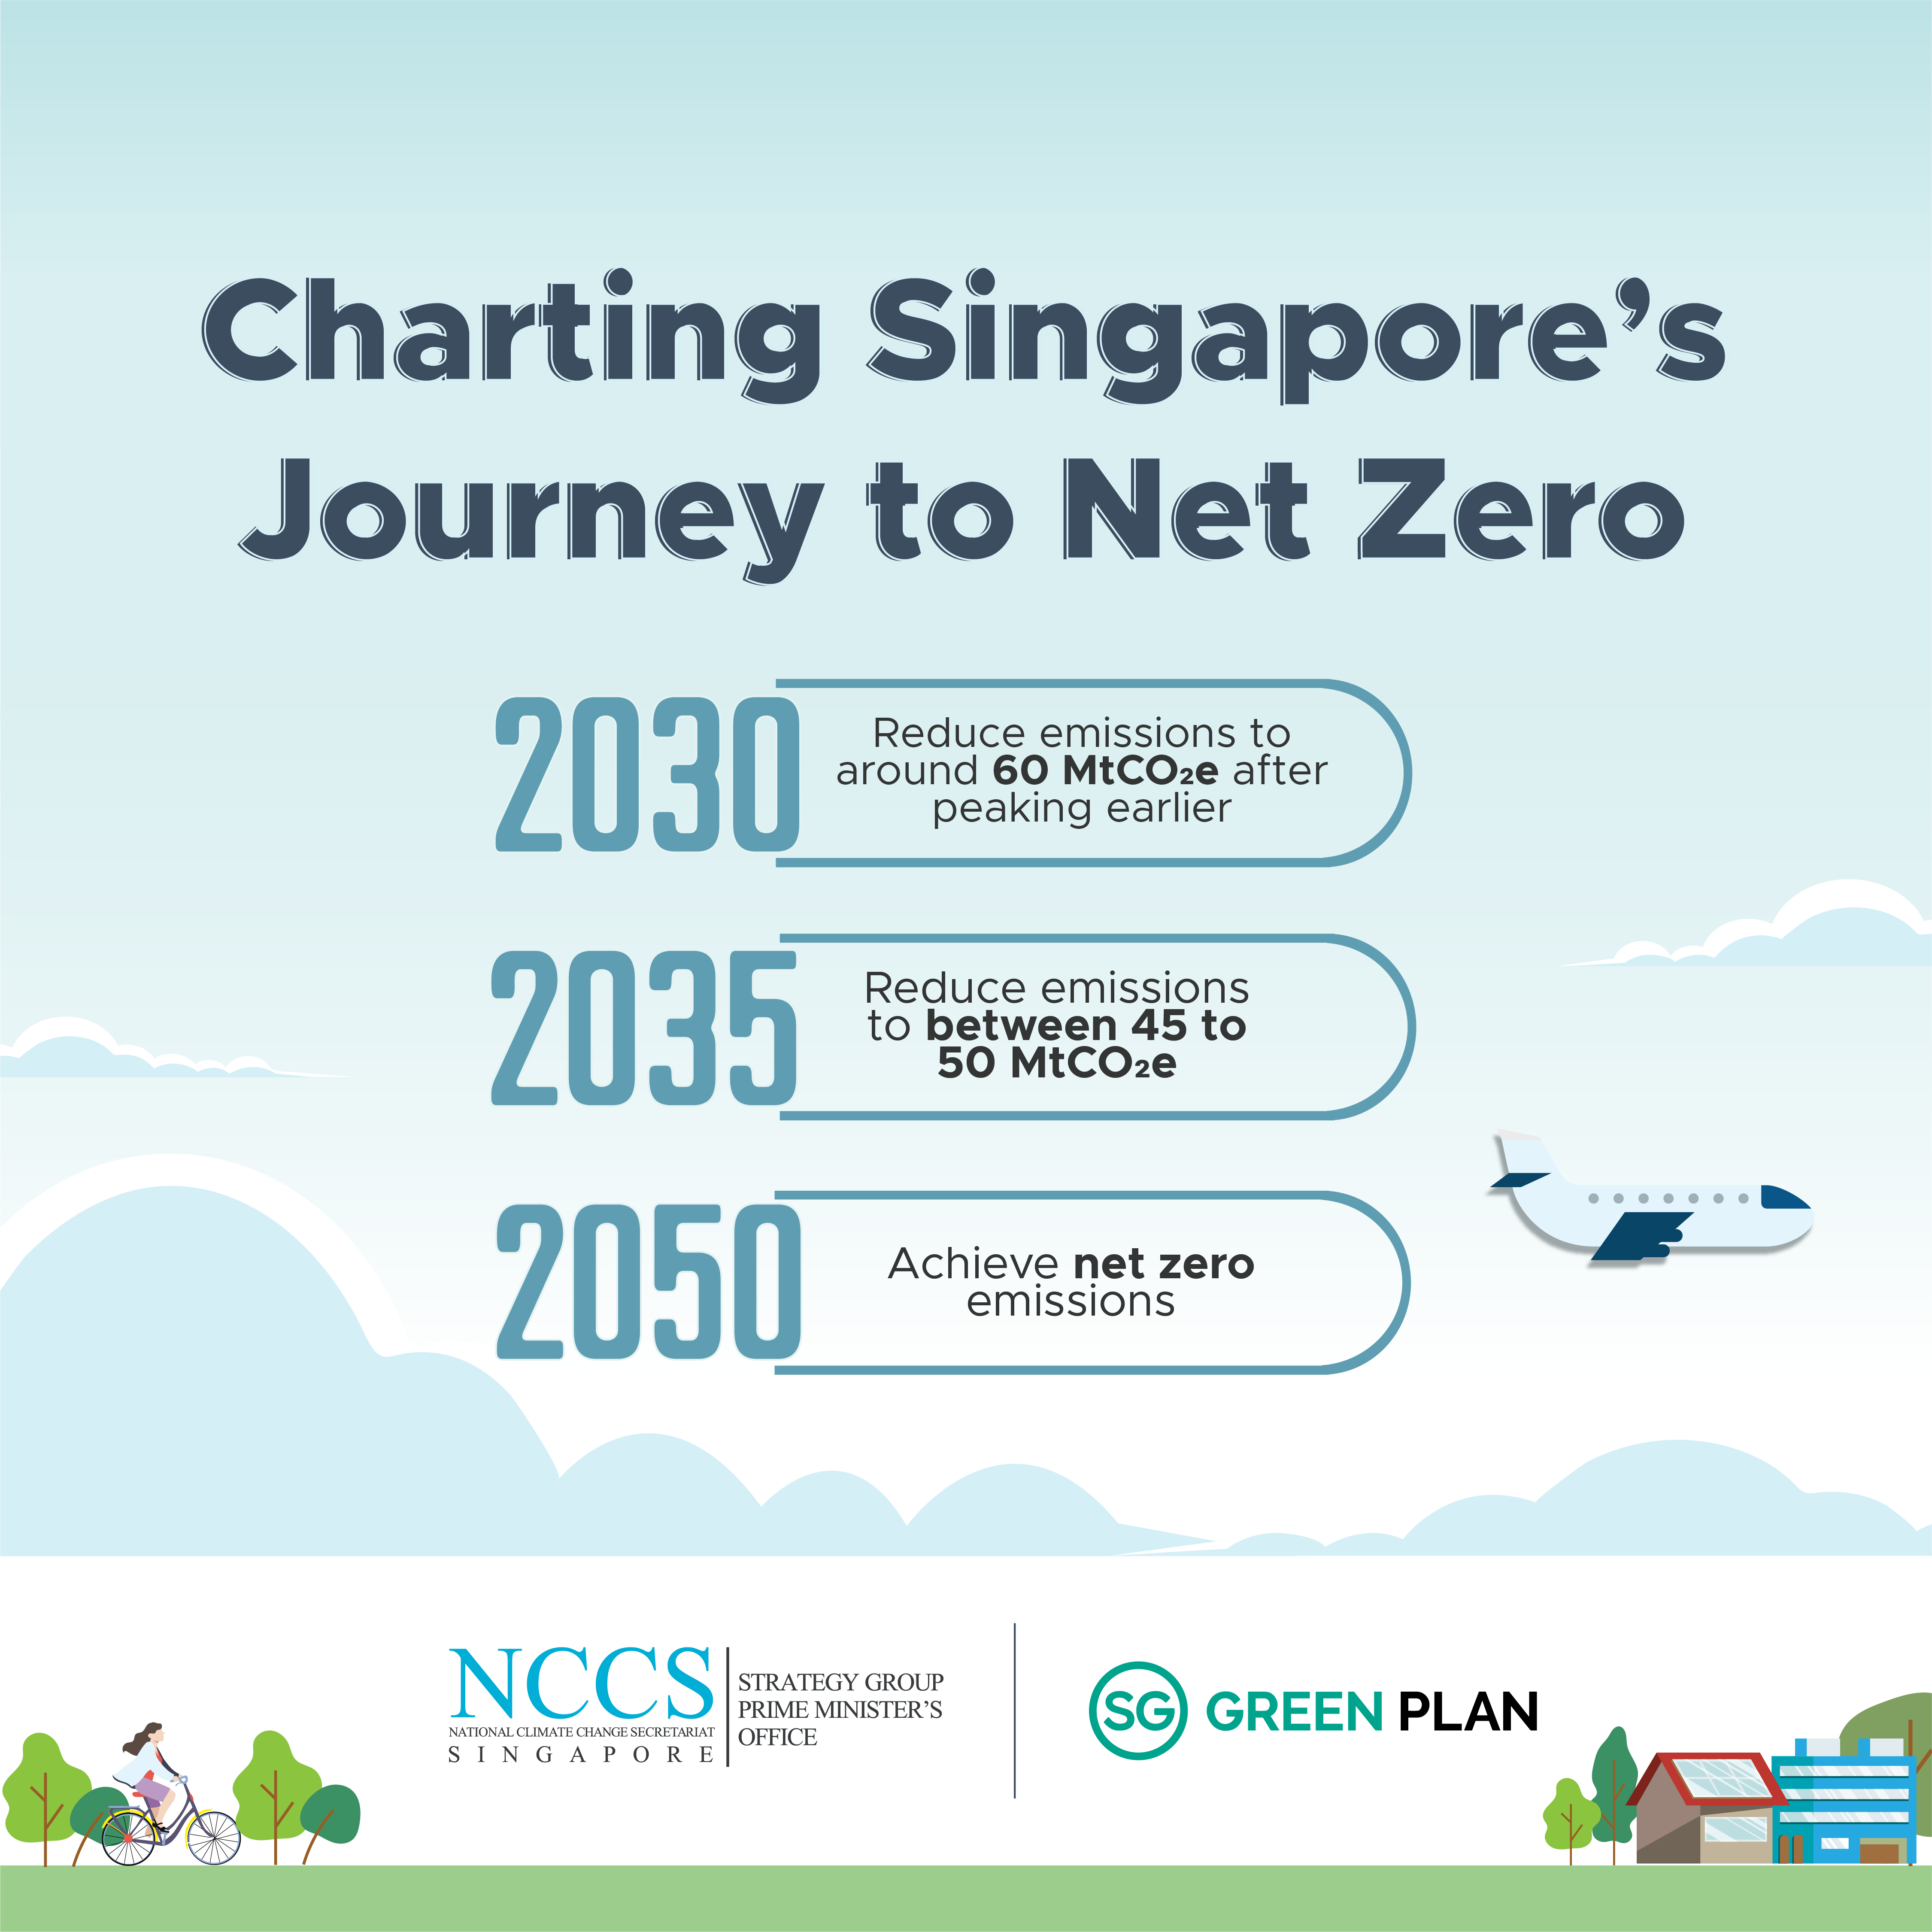 Charting Singapore’s
Journey to Net Zero
2030
Reduce emissions to
around 60 MtCO₂e after
peaking earlier
2035
Reduce emissions
to between 45 to
50 MtCO₂e
2050
Achieve net zero
emissions
NCCS
NATIONAL CLIMATE CHANGE SECRETARIAT
SINGAPORE
STRATEGY GROUP
PRIME MINISTER’S
OFFICE
SG GREEN PLAN